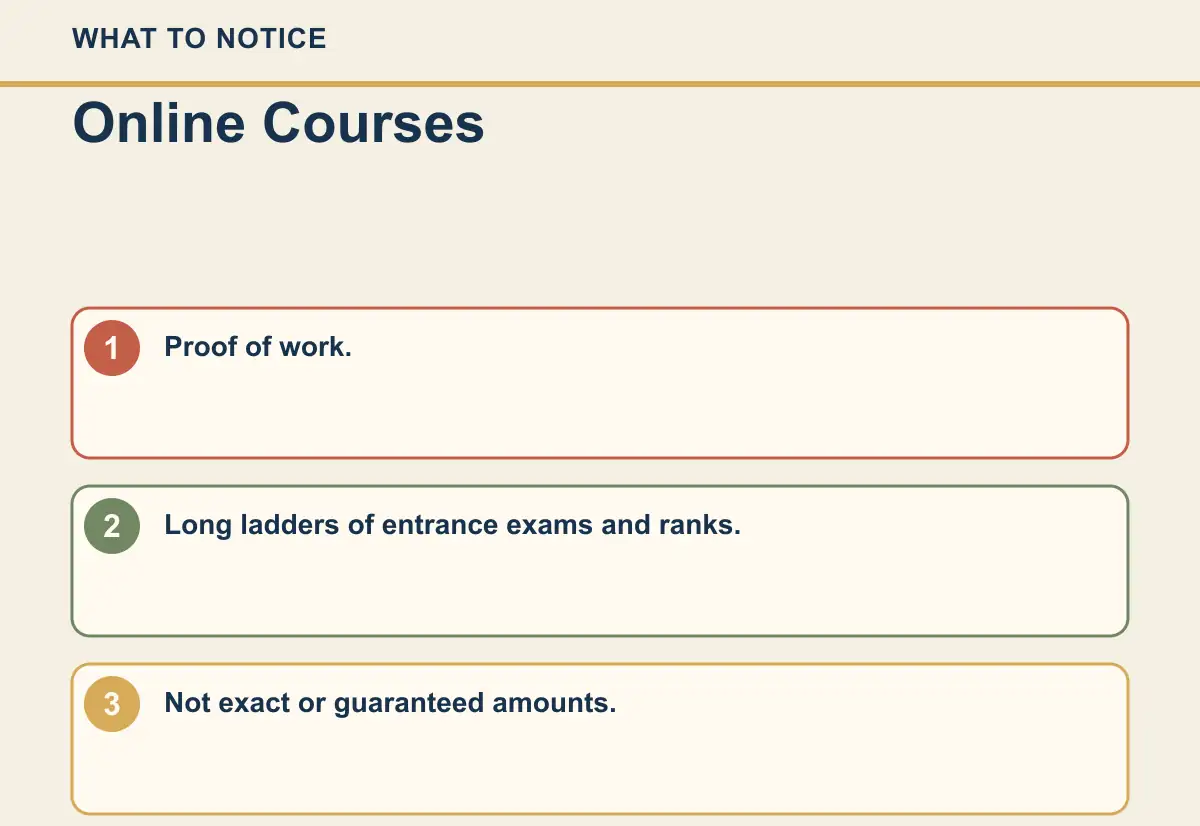 WHAT TO NOTICE
Online Courses
1
Proof of work.
2
Long ladders of entrance exams and ranks.
3
Not exact or guaranteed amounts.